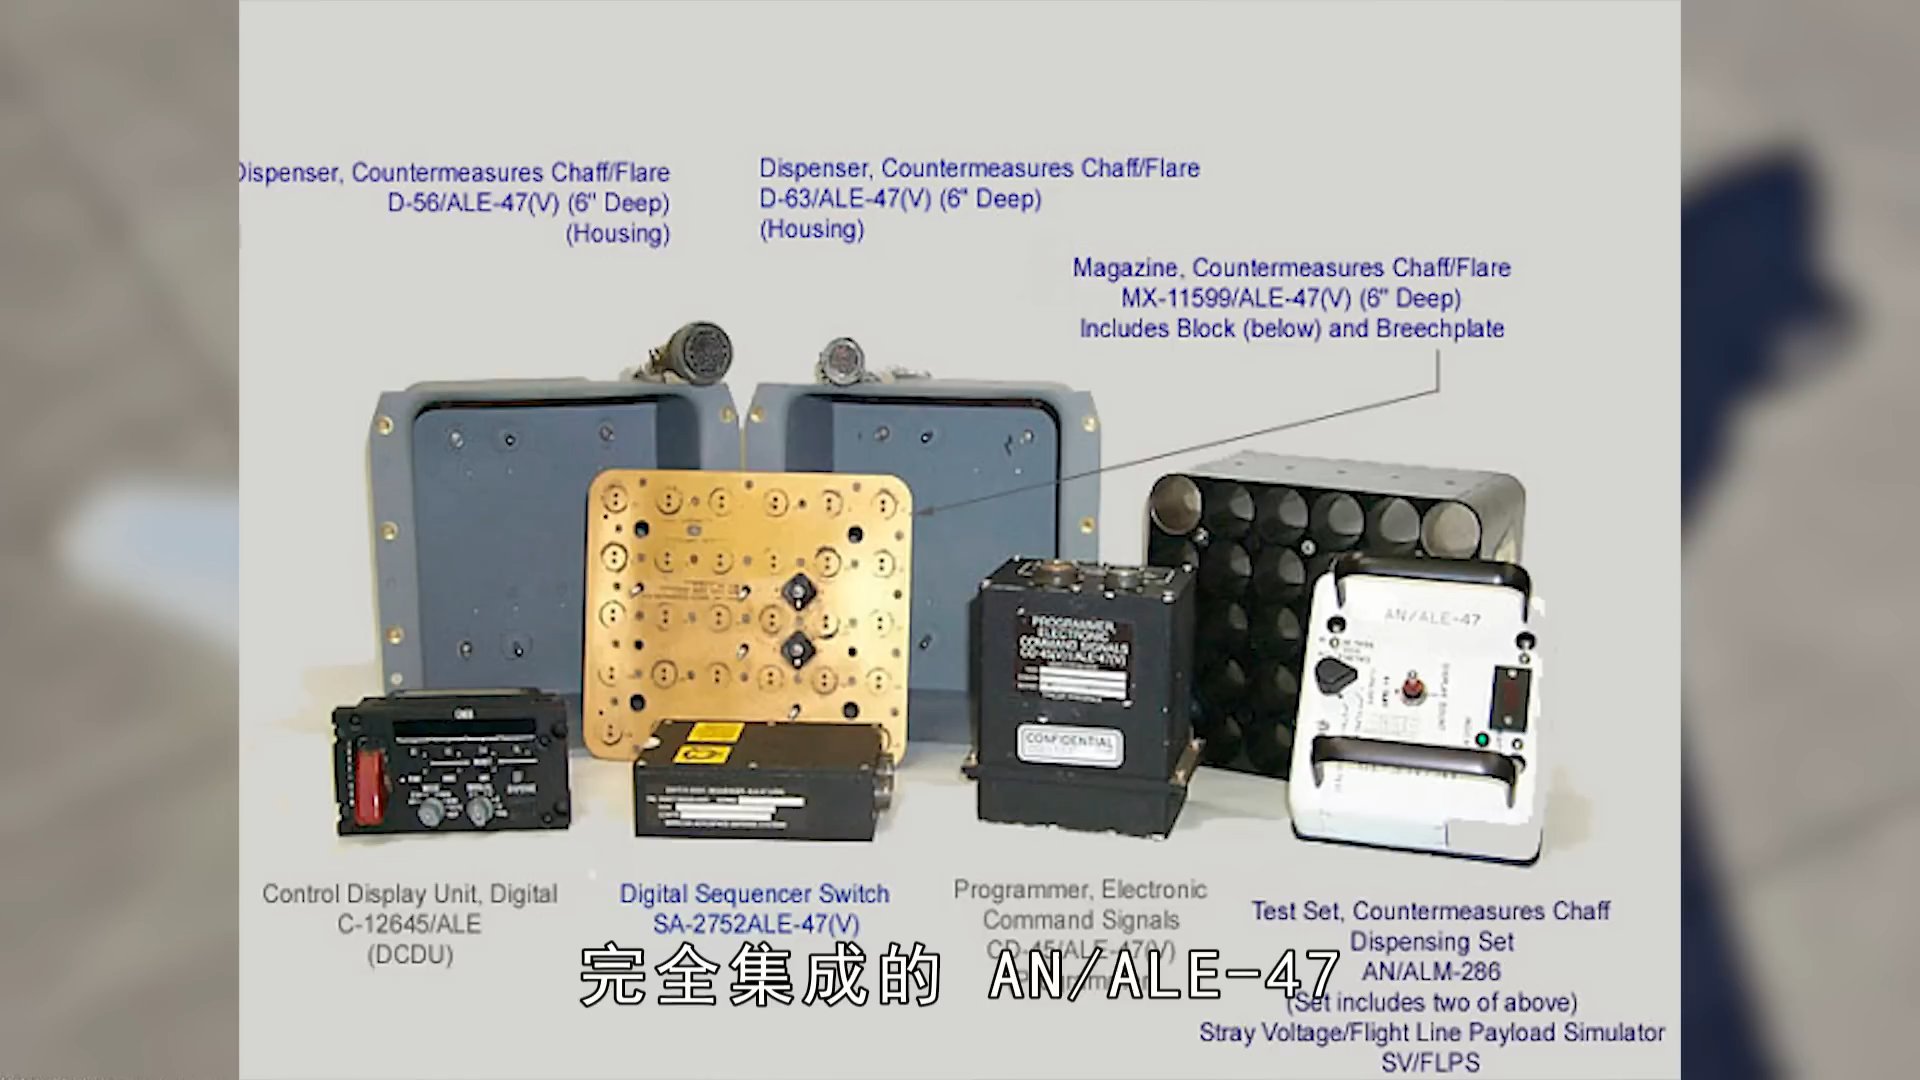 Dispenser, Countermeasures Chaff/Flare
D-56/ALE-47(V) (6" Deep)
(Housing)
Dispenser, Countermeasures Chaff/Flare
D-63/ALE-47(V) (6" Deep)
(Housing)
Magazine, Countermeasures Chaff/Flare
MX-11599/ALE-47(V) (6" Deep)
Includes Block (below) and Breechplate
PROGRAMMER,
ELECTRONIC
COMMAND SIGNALS
CONFIDENTIAL
AN/ALE-47
Control Display Unit, Digital
C-12645/ALE
(DCDU)
Digital Sequencer Switch
SA-2752ALE-47(V)
Programmer, Electronic
Command Signals
CD-45/ALE-47(V)
Test Set, Countermeasures Chaff
Dispensing Set
AN/ALM-286
(Set includes two of above)
Stray Voltage/Flight Line Payload Simulator
SV/FLPS
完全集成的 AN/ALE-47